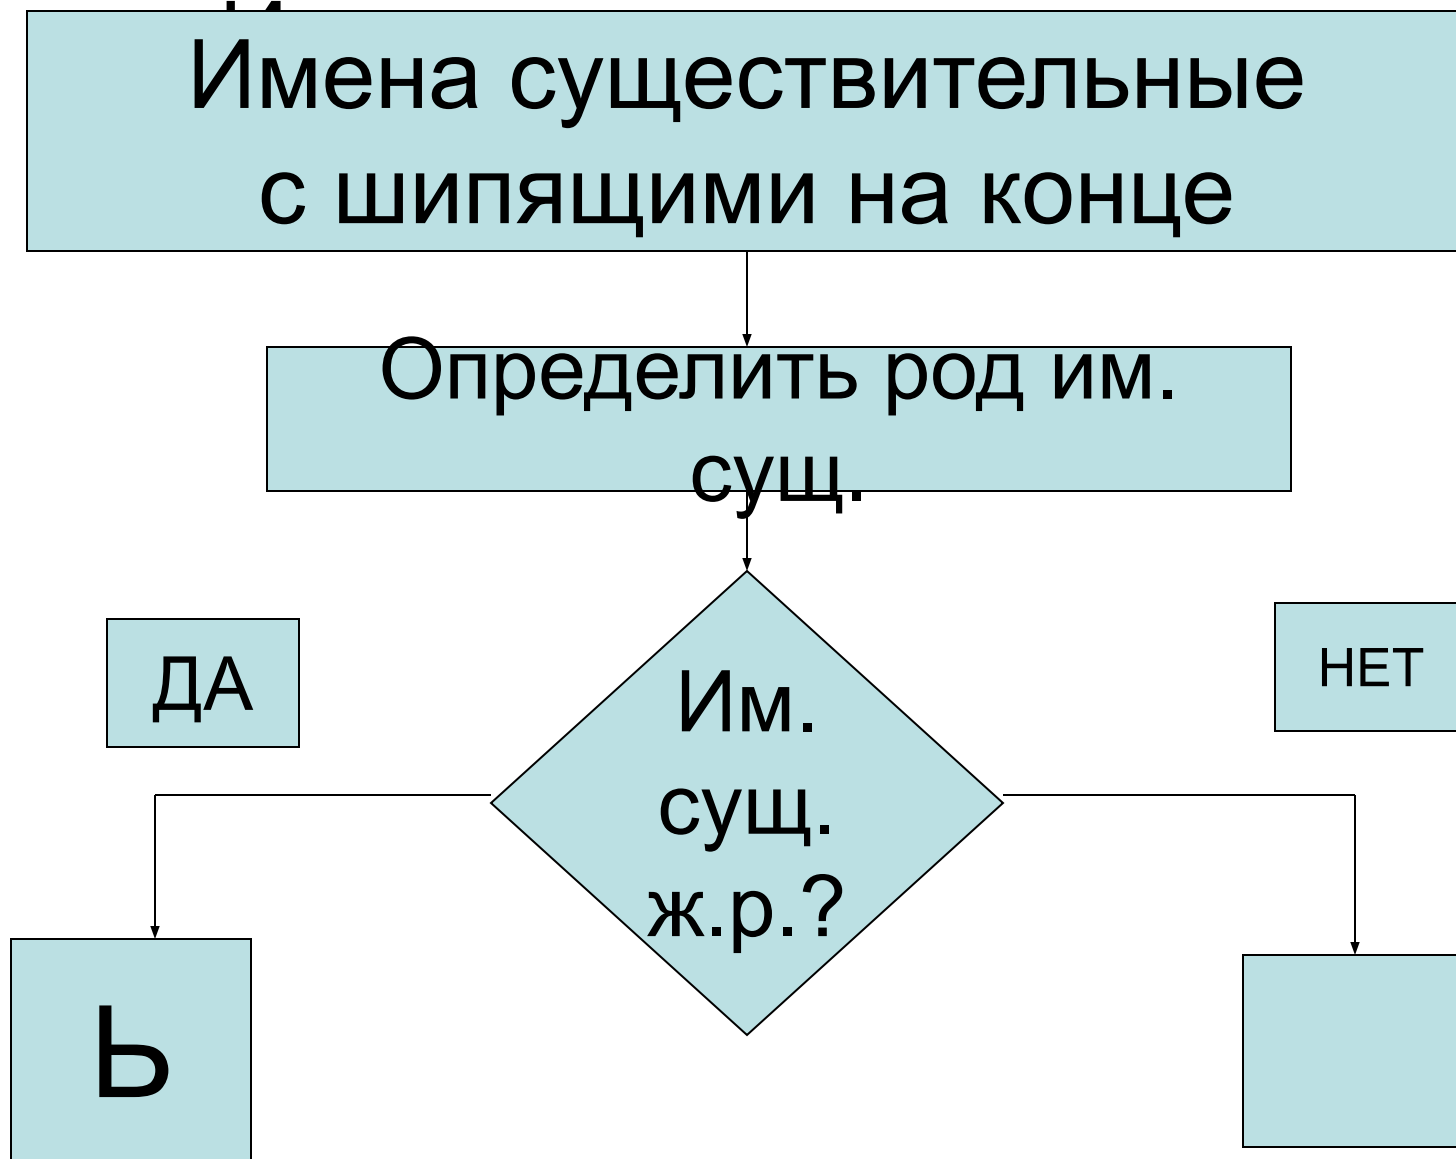 Имена существительные
с шипящими на конце
Определить род им.
сущ.
ДА
НЕТ
Им.
сущ.
ж.р.?
Ь